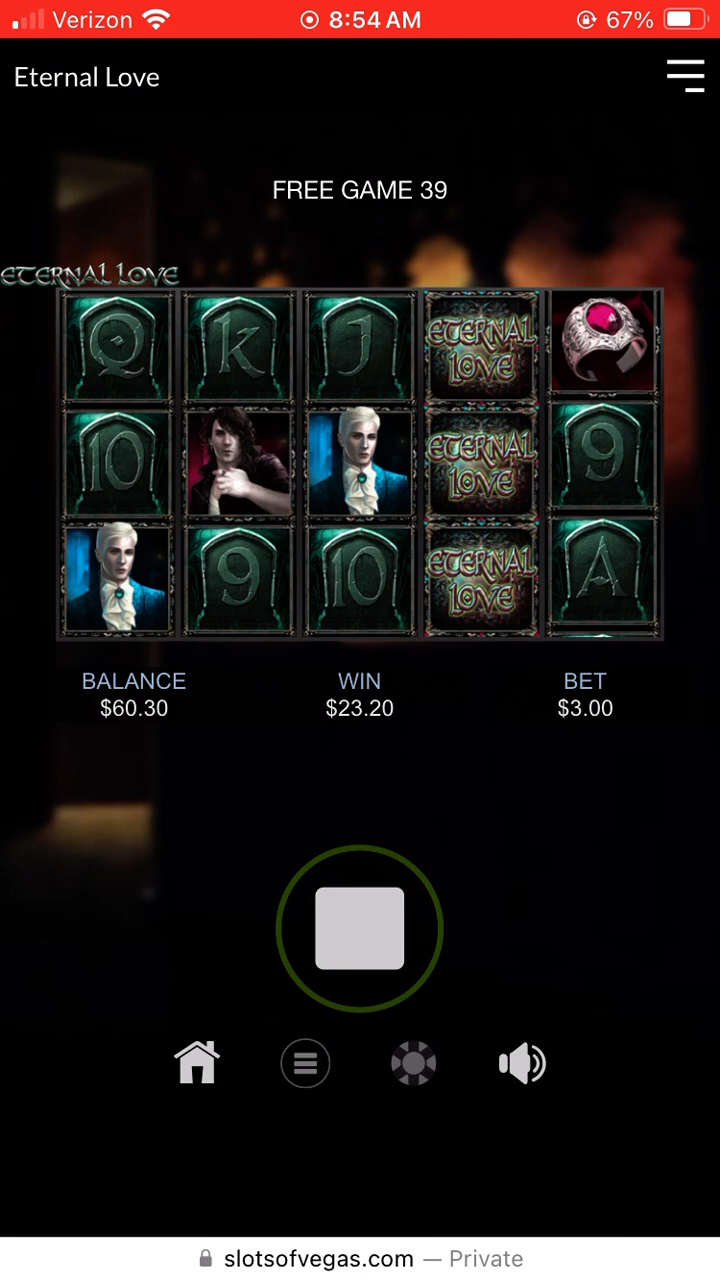 Verizon 8:54 AM 67%
Eternal Love
FREE GAME 39
ETERNAL LOVE
Q K J ETERNAL LOVE
10 ETERNAL LOVE 9
9 10 ETERNAL LOVE A
BALANCE WIN BET
$60.30 $23.20 $3.00
slotsofvegas.com — Private